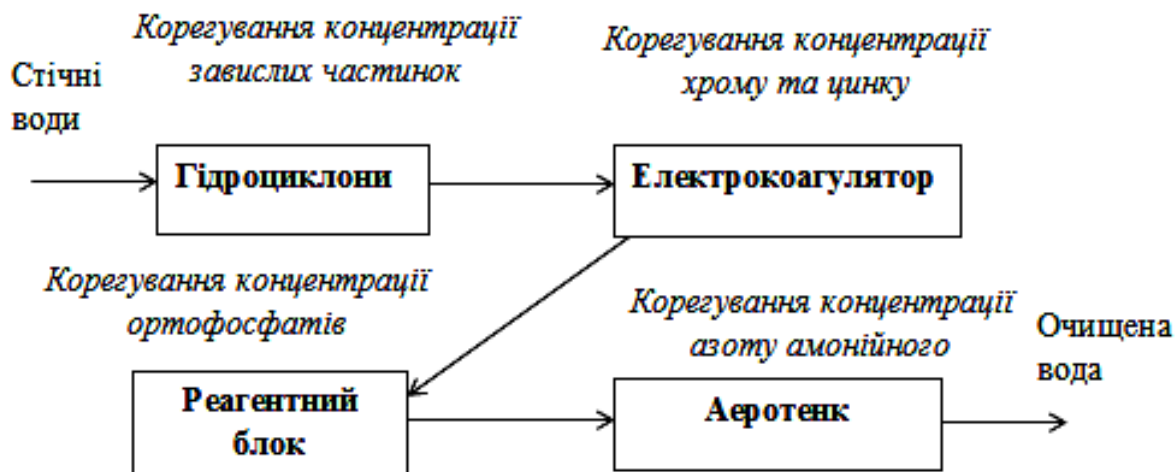 Корегування концентрації
завислих частинок
Корегування концентрації
хрому та цинку
Стічні
води
Гідроциклони
Електрокоагулятор
Корегування концентрації
ортофосфатів
Корегування концентрації
азоту амонійного
Очищена
вода
Реагентний
блок
Аеротенк